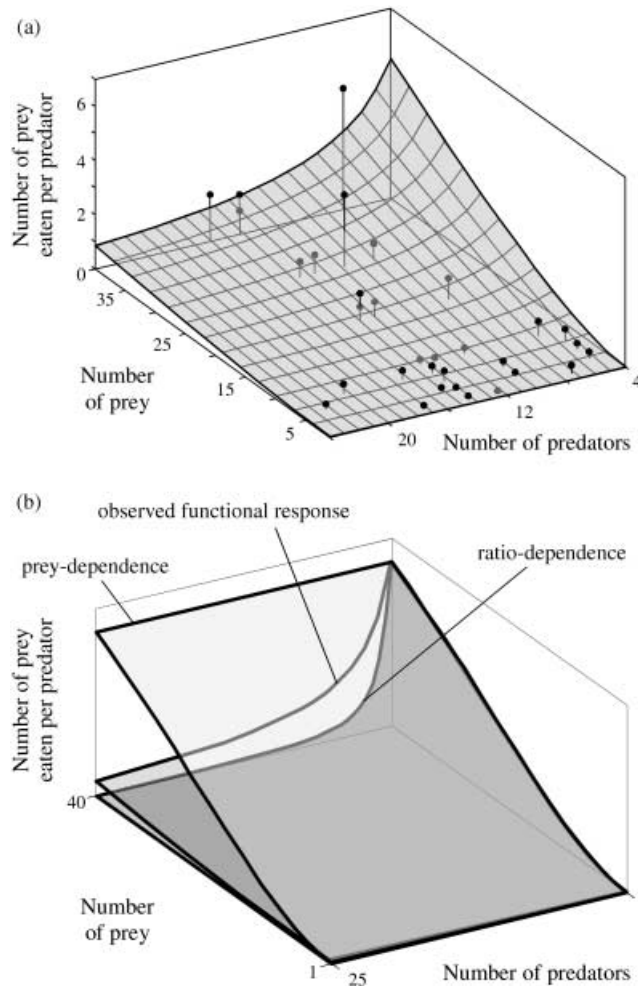 (a)
6
4
2
0
Number of prey
eaten per predator
35
25
15
5
Number
of prey
20
12
4
Number of predators
(b)
observed functional response
prey-dependence
ratio-dependence
Number of prey
eaten per predator
40
Number
of prey
1
25
Number of predators